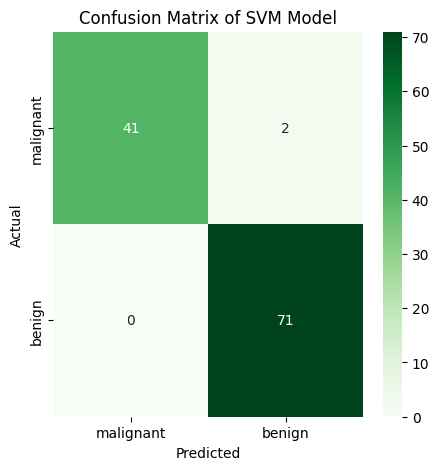 Confusion Matrix of SVM Model
malignant
benign
Actual
41
2
0
71
malignant
benign
Predicted
70
60
50
40
30
20
10
0